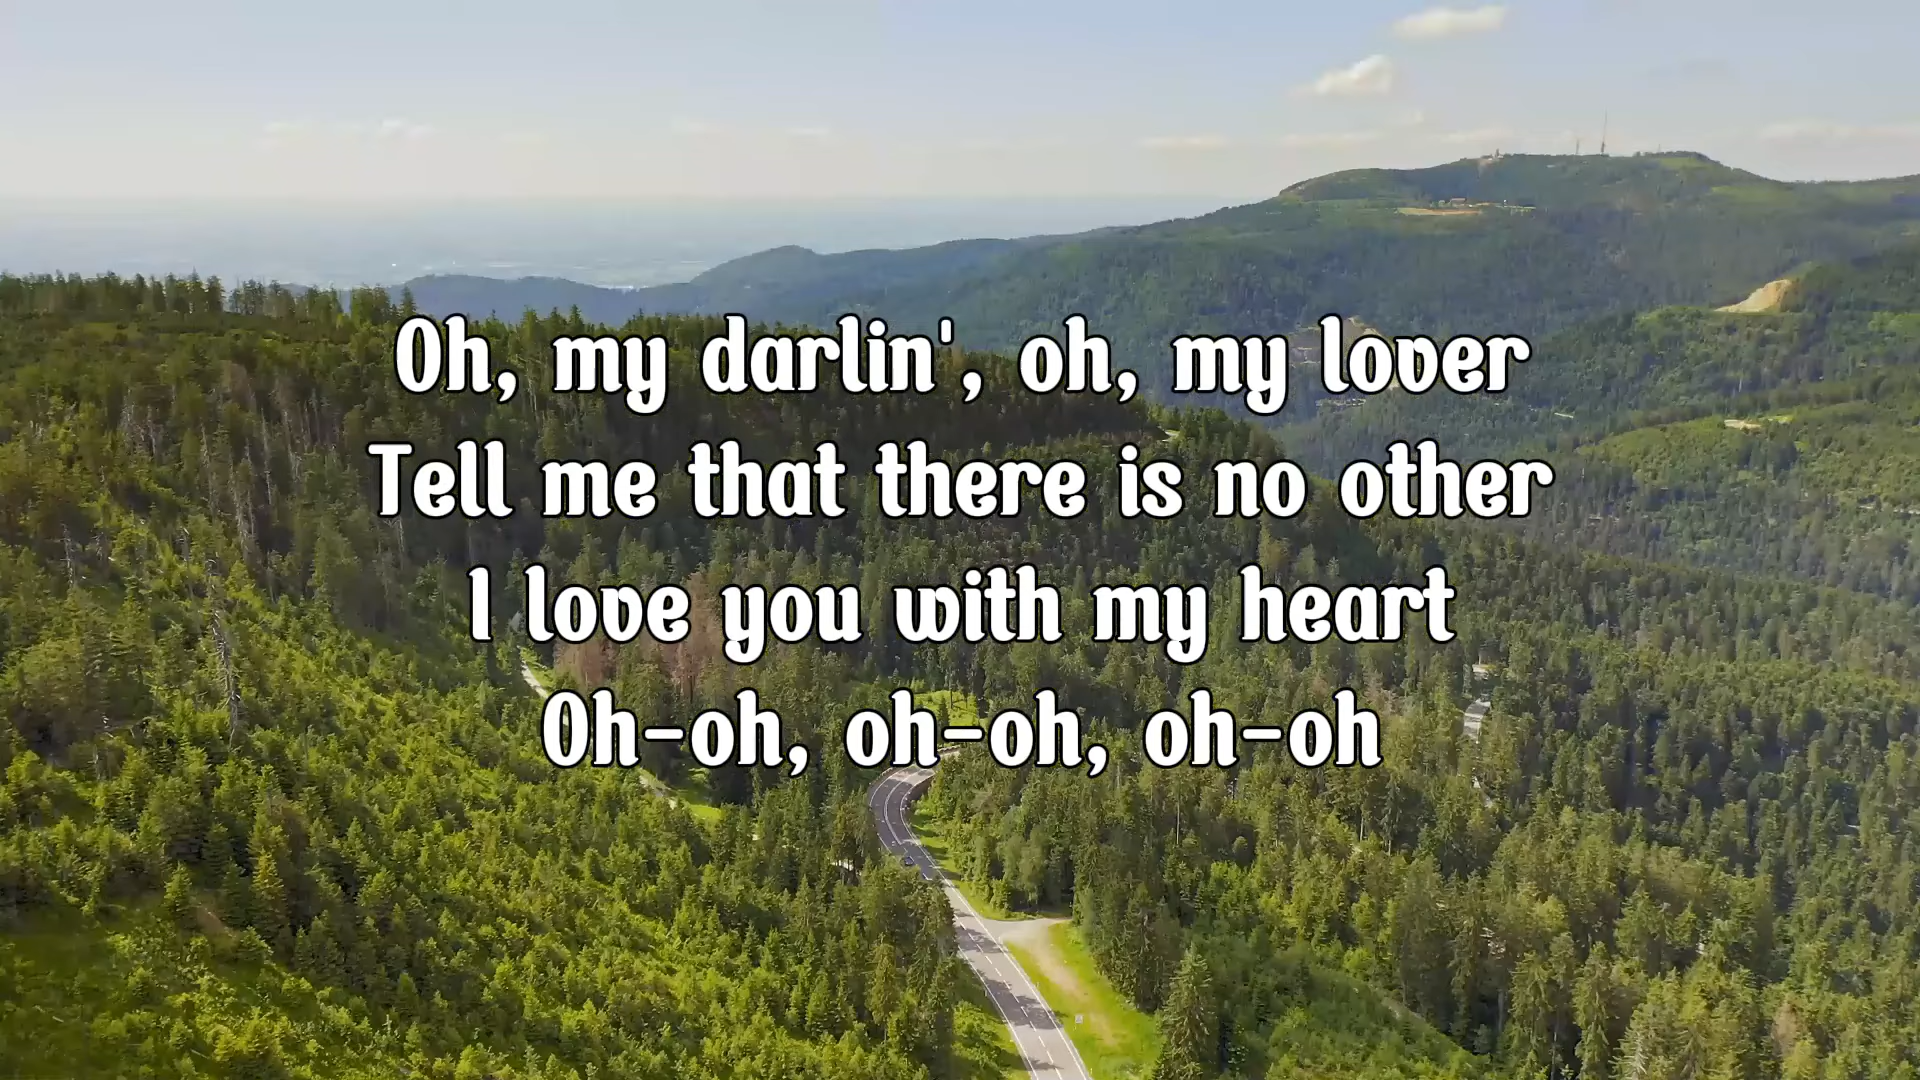 Oh, my darlin', oh, my lover
Tell me that there is no other
I love you with my heart
Oh-oh, oh-oh, oh-oh